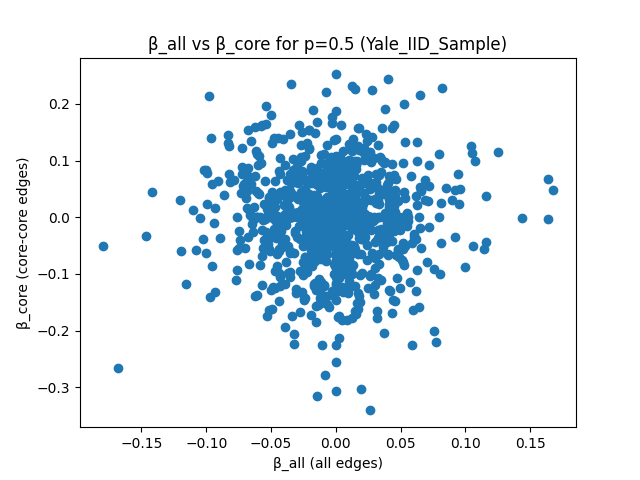 β_all vs β_core for p=0.5 (Yale_IID_Sample)
β_core (core-core edges)
0.2
0.1
0.0
−0.1
−0.2
−0.3
−0.15 −0.10 −0.05 0.00 0.05 0.10 0.15
β_all (all edges)